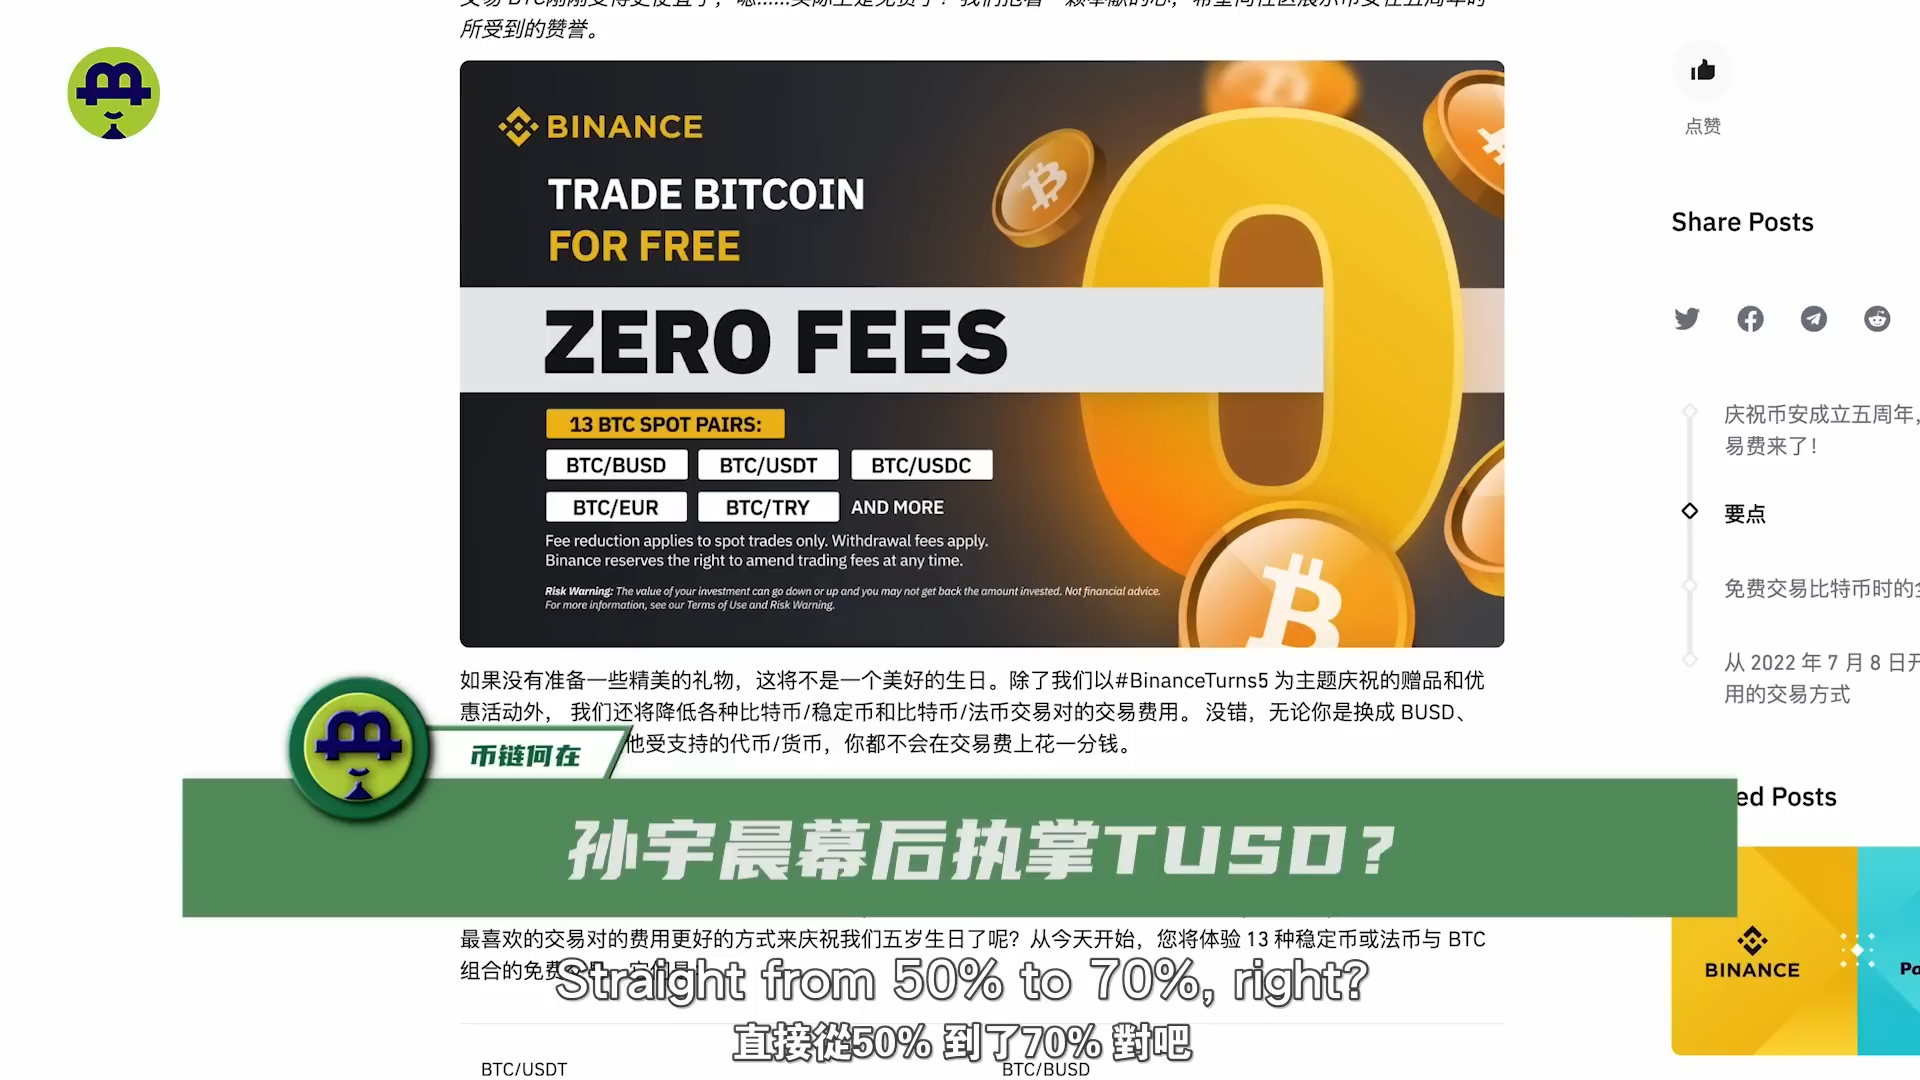 所受到的赞誉。
BINANCE
TRADE BITCOIN
FOR FREE
ZERO FEES
13 BTC SPOT PAIRS:
BTC/BUSD
BTC/USDT
BTC/USDC
BTC/EUR
BTC/TRY
AND MORE
Fee reduction applies to spot trades only. Withdrawal fees apply.
Binance reserves the right to amend trading fees at any time.
Risk Warning: The value of your investment can go down or up and you may not get back the amount invested. Not financial advice.
For more information, see our Terms of Use and Risk Warning.
点赞
Share Posts
庆祝币安成立五周年,
易费来了!
要点
免费交易比特币时的
从 2022 年 7 月 8 日开
用的交易方式
如果没有准备一些精美的礼物，这将不是一个美好的生日。除了我们以#BinanceTurns5 为主题庆祝的赠品和优
惠活动外， 我们还将降低各种比特币/稳定币和比特币/法币交易对的交易费用。 没错，无论你是换成 BUSD、
他受支持的代币/货币，你都不会在交易费上花一分钱。
币链何在
孙宇晨幕后执掌TUSD？
ed Posts
最喜欢的交易对的费用更好的方式来庆祝我们五岁生日了呢？从今天开始，您将体验 13 种稳定币或法币与 BTC
组合的免费
Straight from 50% to 70%, right?
直接從50% 到了70% 對吧
BTC/USDT
BTC/BUSD
BINANCE